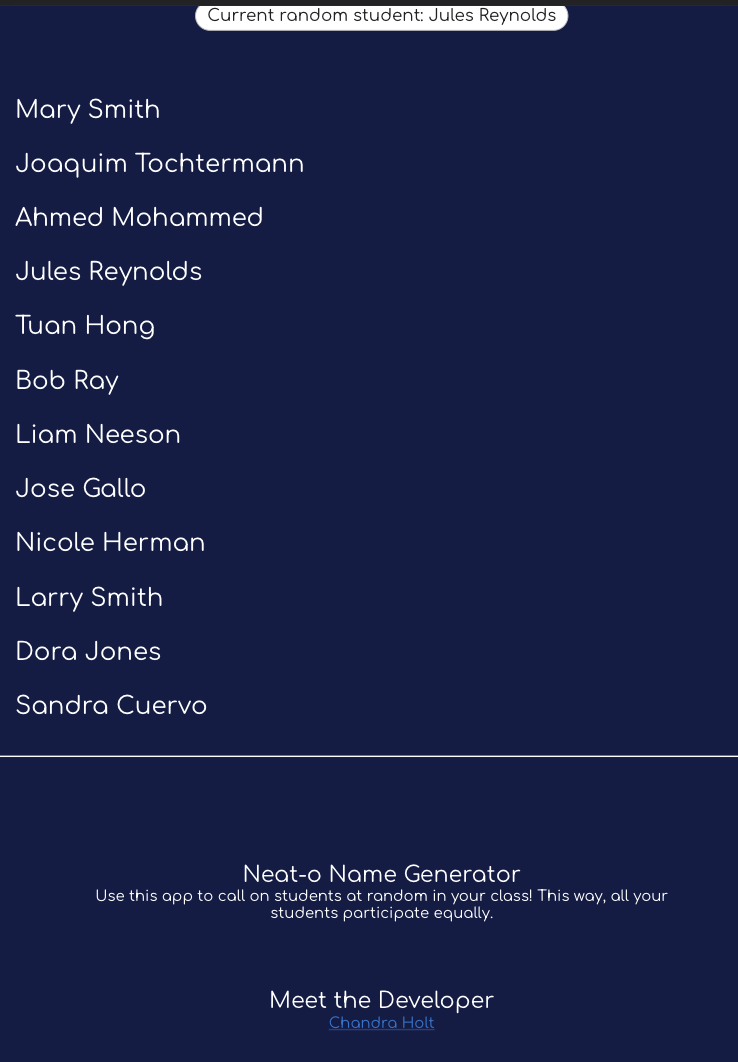 Current random student: Jules Reynolds
Mary Smith
Joaquim Tochtermann
Ahmed Mohammed
Jules Reynolds
Tuan Hong
Bob Ray
Liam Neeson
Jose Gallo
Nicole Herman
Larry Smith
Dora Jones
Sandra Cuervo
Neat-o Name Generator
Use this app to call on students at random in your class! This way, all your
students participate equally.
Meet the Developer
Chandra Holt